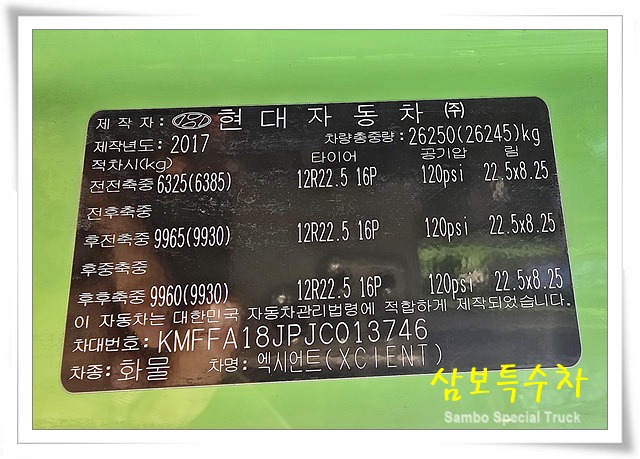 제작자: 현대자동차㈜
제작년도: 2017 차량총중량: 26250(26245)kg
적차시(kg) 타이어 공기압 림
전전축중 6325(6385) 12R22.5 16P 120psi 22.5x8.25
전후축중
후전축중 9965(9930) 12R22.5 16P 120psi 22.5x8.25
후중축중
후후축중 9960(9930) 12R22.5 16P 120psi 22.5x8.25
이 자동차는 대한민국 자동차관리법령에 적합하게 제작되었습니다.
차대번호: KMFFA18JPJC013746
차종: 화물 차명: 엑시언트(XCIENT)
삼보특수차
Sambo Special Truck